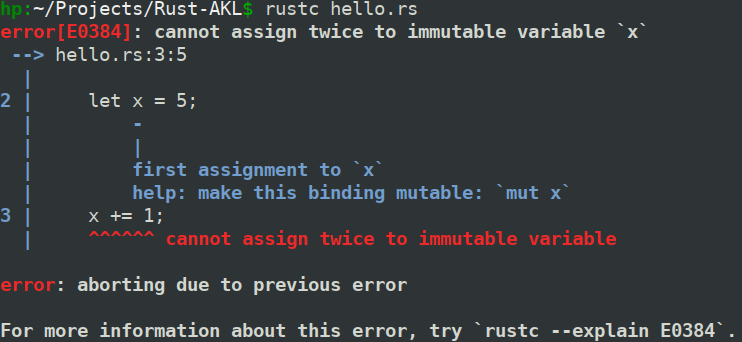 hp:~/Projects/Rust-AKL$ rustc hello.rs
error[E0384]: cannot assign twice to immutable variable `x`
 --> hello.rs:3:5
  |
2 |     let x = 5;
  |         -
  |         |
  |         first assignment to `x`
  |         help: make this binding mutable: `mut x`
3 |     x += 1;
  |     ^^^^^^ cannot assign twice to immutable variable

error: aborting due to previous error

For more information about this error, try `rustc --explain E0384`.